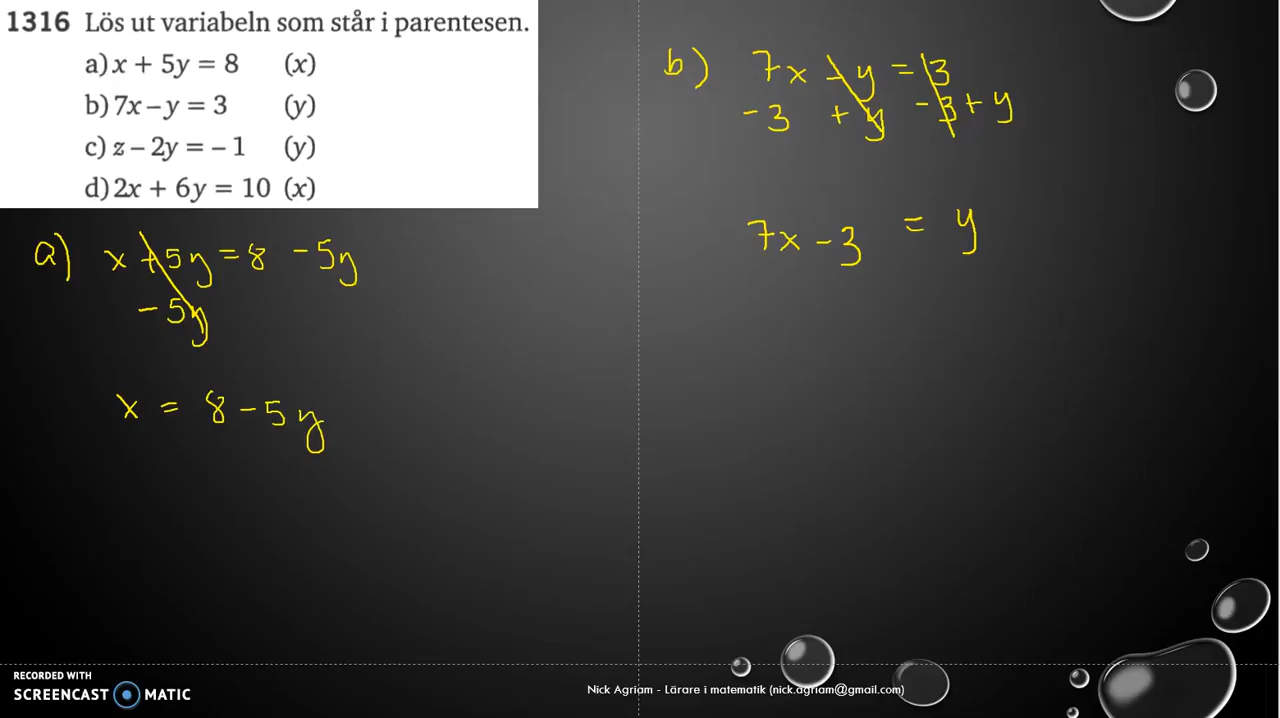 1316 Lös ut variabeln som står i parentesen.
a) x + 5y = 8 (x)
b) 7x – y = 3 (y)
c) z – 2y = – 1 (y)
d) 2x + 6y = 10 (x)
a) x + 5y = 8 - 5y
- 5y
x = 8 - 5y
b) 7x - y = 3
- 3 + y - 3 + y
7x - 3 = y
RECORDED WITH
SCREENCAST MATIC
Nick Agriam - Lärare i matematik (nick.agriam@gmail.com)